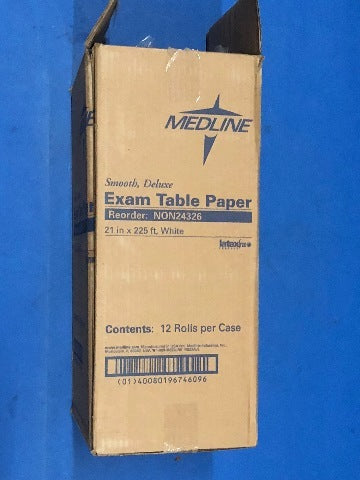 MEDLINE
Smooth, Deluxe
Exam Table Paper
Reorder: NON24326
21 in x 225 ft, White
latexfree
Contents: 12 Rolls per Case
(01)40080196746096